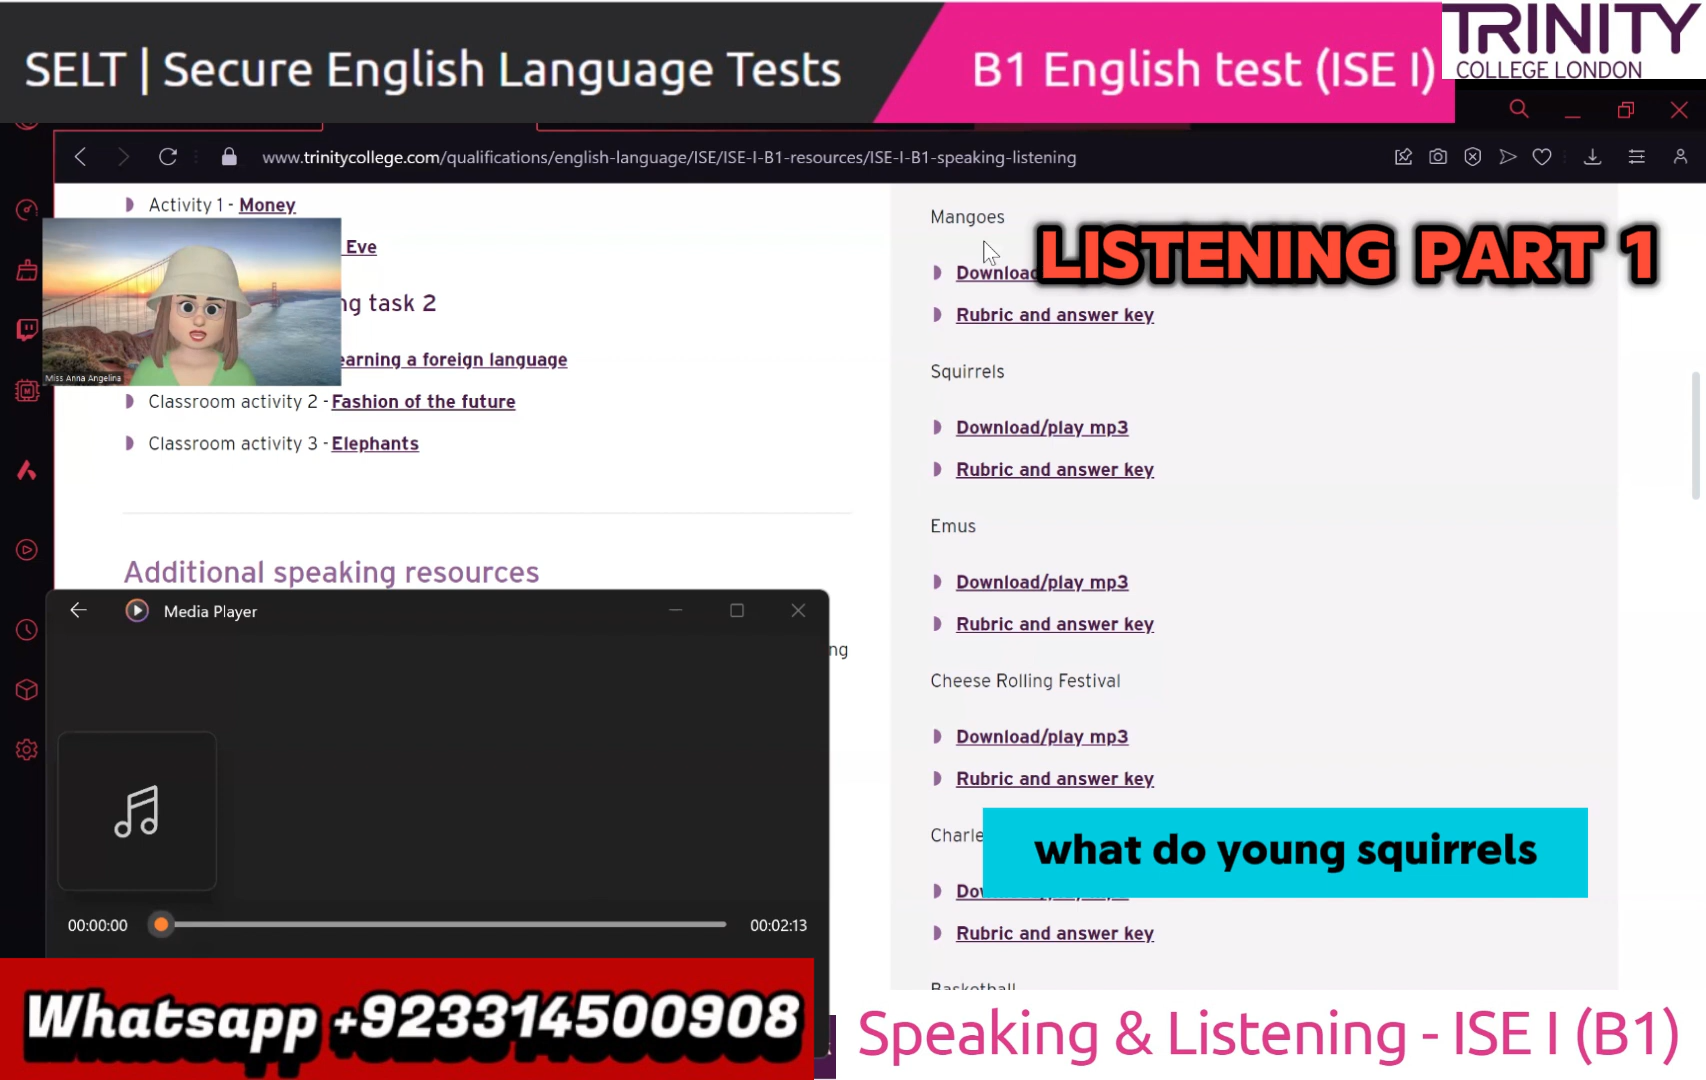 SELT | Secure English Language Tests
B1 English test (ISE I)
TRINITY
COLLEGE LONDON
www.trinitycollege.com/qualifications/english-language/ISE/ISE-I-B1-resources/ISE-I-B1-speaking-listening
Activity 1 - Money
Eve
ng task 2
earning a foreign language
Classroom activity 2 - Fashion of the future
Classroom activity 3 - Elephants
Miss Anna Angelina
Additional speaking resources
ng
Media Player
00:00:00
00:02:13
Mangoes
LISTENING PART 1
Download
Rubric and answer key
Squirrels
Download/play mp3
Rubric and answer key
Emus
Download/play mp3
Rubric and answer key
Cheese Rolling Festival
Download/play mp3
Rubric and answer key
Charle
what do young squirrels
Do
Rubric and answer key
Basketball
Whatsapp +923314500908
Speaking & Listening - ISE I (B1)